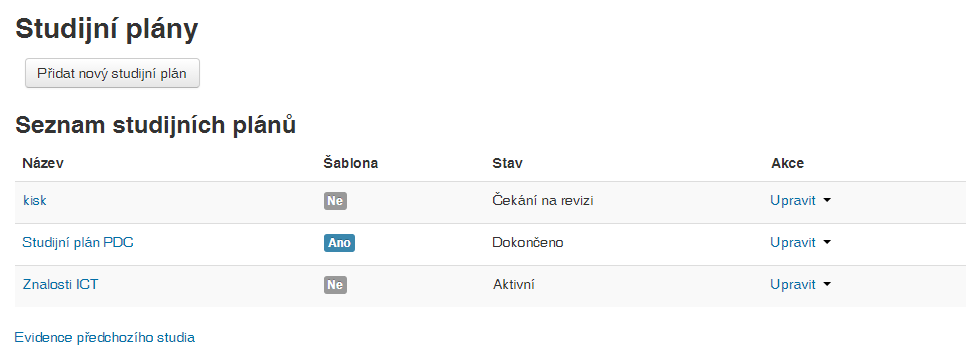 Studijní plány
Přidat nový studijní plán
Seznam studijních plánů
Název Šablona Stav Akce
kisk Ne Čekání na revizi Upravit
Studijní plán PDC Ano Dokončeno Upravit
Znalosti ICT Ne Aktivní Upravit
Evidence předchozího studia